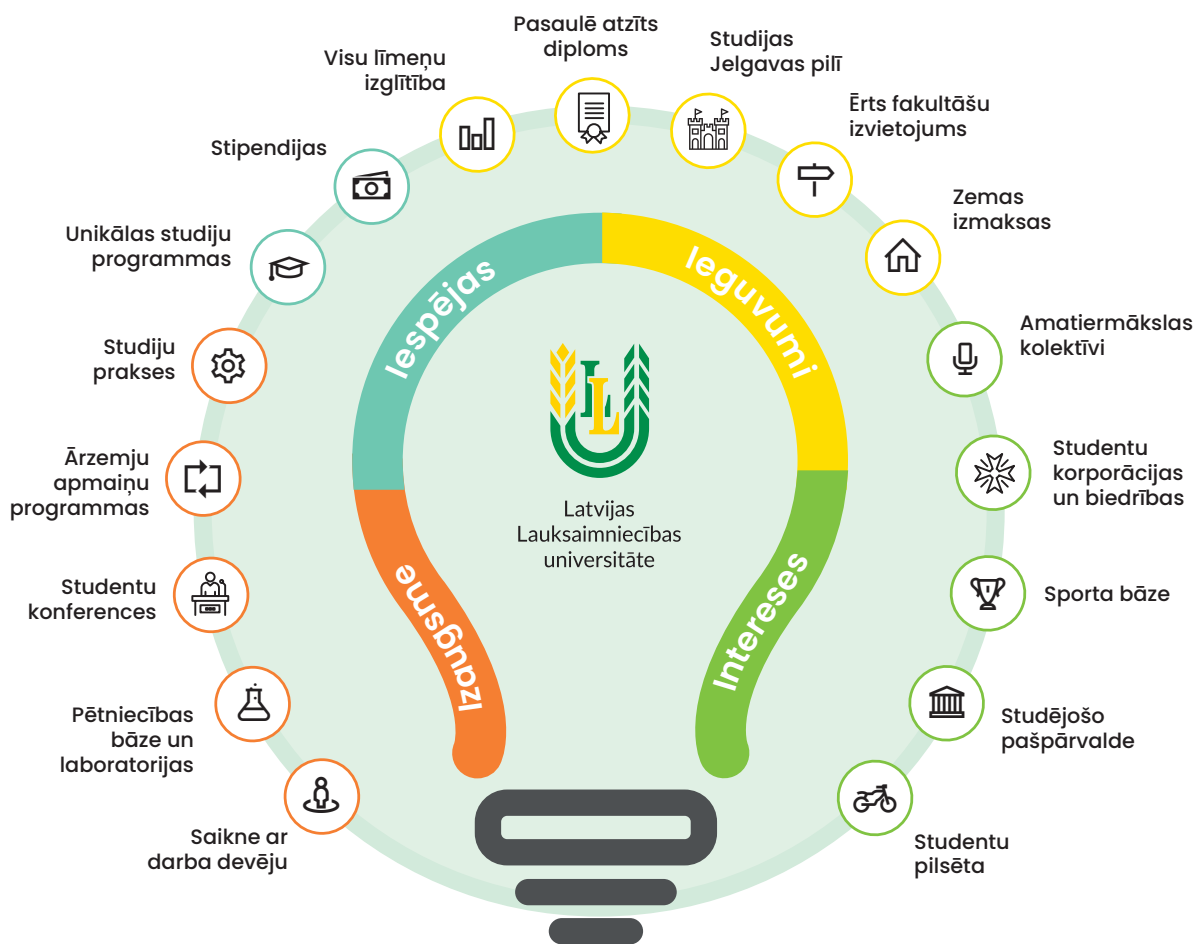 Pasaulē atzīts
diploms
Studijas
Jelgavas pilī
Visu līmeņu
izglītība
Ērts fakultāšu
izvietojums
Stipendijas
Zemas
izmaksas
Unikālas studiju
programmas
Iespējas
Ieguvumi
Amatiermākslas
kolektīvi
Studiju
prakses
LLU
Ārzemju
apmaiņu
programmas
Studentu
korporācijas
un biedrības
Latvijas
Lauksaimniecības
universitāte
Studentu
konferences
Izaugsme
Intereses
Sporta bāze
Pētniecības
bāze un
laboratorijas
Studējošo
pašpārvalde
Saikne ar
darba devēju
Studentu
pilsēta